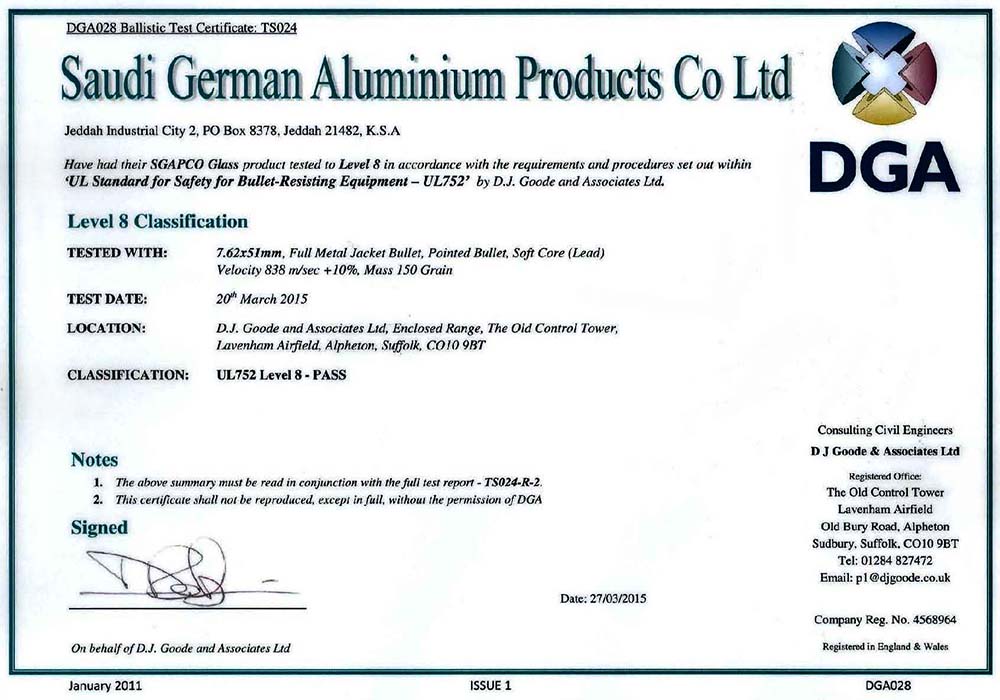 DGA028 Ballistic Test Certificate: TS024
Saudi German Aluminium Products Co Ltd
Jeddah Industrial City 2, PO Box 8378, Jeddah 21482, K.S.A
DGA
Have had their SGAPCO Glass product tested to Level 8 in accordance with the requirements and procedures set out within
‘UL Standard for Safety for Bullet-Resisting Equipment – UL752’ by D.J. Goode and Associates Ltd.
Level 8 Classification
TESTED WITH: 7.62x51mm, Full Metal Jacket Bullet, Pointed Bullet, Soft Core (Lead)
Velocity 838 m/sec +10%, Mass 150 Grain
TEST DATE: 20th March 2015
LOCATION: D.J. Goode and Associates Ltd, Enclosed Range, The Old Control Tower,
Lavenham Airfield, Alpheton, Suffolk, CO10 9BT
CLASSIFICATION: UL752 Level 8 - PASS
Notes
1. The above summary must be read in conjunction with the full test report - TS024-R-2.
2. This certificate shall not be reproduced, except in full, without the permission of DGA
Signed
Date: 27/03/2015
On behalf of D.J. Goode and Associates Ltd
Consulting Civil Engineers
D J Goode & Associates Ltd
Registered Office:
The Old Control Tower
Lavenham Airfield
Old Bury Road, Alpheton
Sudbury, Suffolk, CO10 9BT
Tel: 01284 827472
Email: p1@djgoode.co.uk
Company Reg. No. 4568964
Registered in England & Wales
January 2011
ISSUE 1
DGA028